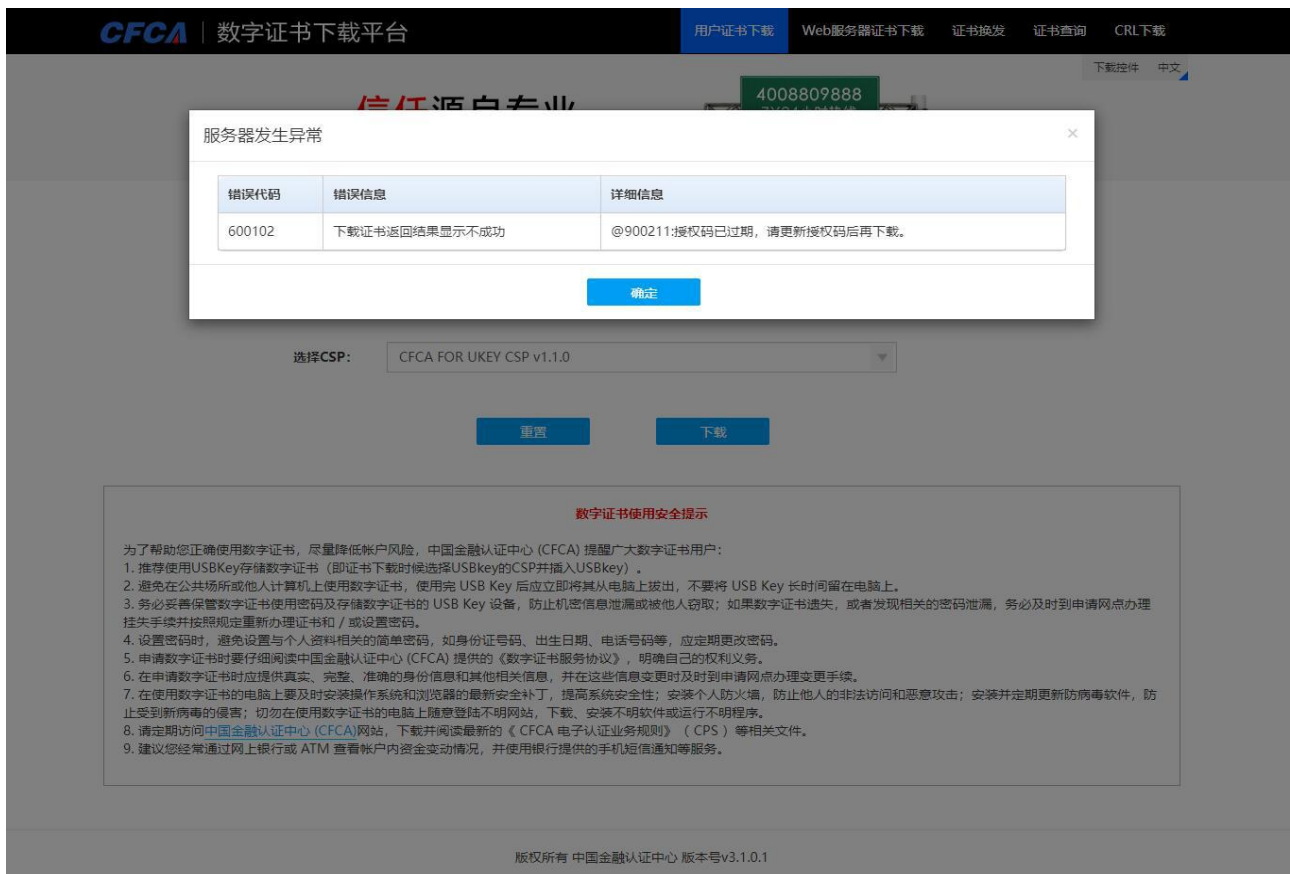 CFCA 数字证书下载平台
用户证书下载 Web服务器证书下载 证书换发 证书查询 CRL下载
下载控件 中文
信任源自专业
4008809888
服务器发生异常 ×
错误代码 错误信息 详细信息
600102 下载证书返回结果显示不成功 @900211:授权码已过期，请更新授权码后再下载。
确定
选择CSP: CFCA FOR UKEY CSP v1.1.0
重置 下载
数字证书使用安全提示
为了帮助您正确使用数字证书，尽量降低帐户风险，中国金融认证中心 (CFCA) 提醒广大数字证书用户：
1. 推荐使用USBKey存储数字证书（即证书下载时候选择USBkey的CSP并插入USBkey）。
2. 避免在公共场所或他人计算机上使用数字证书，使用完 USB Key 后应立即将其从电脑上拔出，不要将 USB Key 长时间留在电脑上。
3. 务必妥善保管数字证书使用密码及存储数字证书的 USB Key 设备，防止机密信息泄漏或被他人窃取；如果数字证书遗失，或者发现相关的密码泄漏，务必及时到申请网点办理
挂失手续并按照规定重新办理证书和 / 或设置密码。
4. 设置密码时，避免设置与个人资料相关的简单密码，如身份证号码、出生日期、电话号码等，应定期更改密码。
5. 申请数字证书时要仔细阅读中国金融认证中心 (CFCA) 提供的《数字证书服务协议》，明确自己的权利义务。
6. 在申请数字证书时应提供真实、完整、准确的身份信息和其他相关信息，并在这些信息变更时及时到申请网点办理变更手续。
7. 在使用数字证书的电脑上要及时安装操作系统和浏览器的最新安全补丁，提高系统安全性；安装个人防火墙，防止他人的非法访问和恶意攻击；安装并定期更新防病毒软件，防
止受到新病毒的侵害；切勿在使用数字证书的电脑上随意登陆不明网站，下载、安装不明软件或运行不明程序。
8. 请定期访问中国金融认证中心 (CFCA)网站，下载并阅读最新的《 CFCA 电子认证业务规则》（ CPS ）等相关文件。
9. 建议您经常通过网上银行或 ATM 查看帐户内资金变动情况，并使用银行提供的手机短信通知等服务。
版权所有 中国金融认证中心 版本号v3.1.0.1